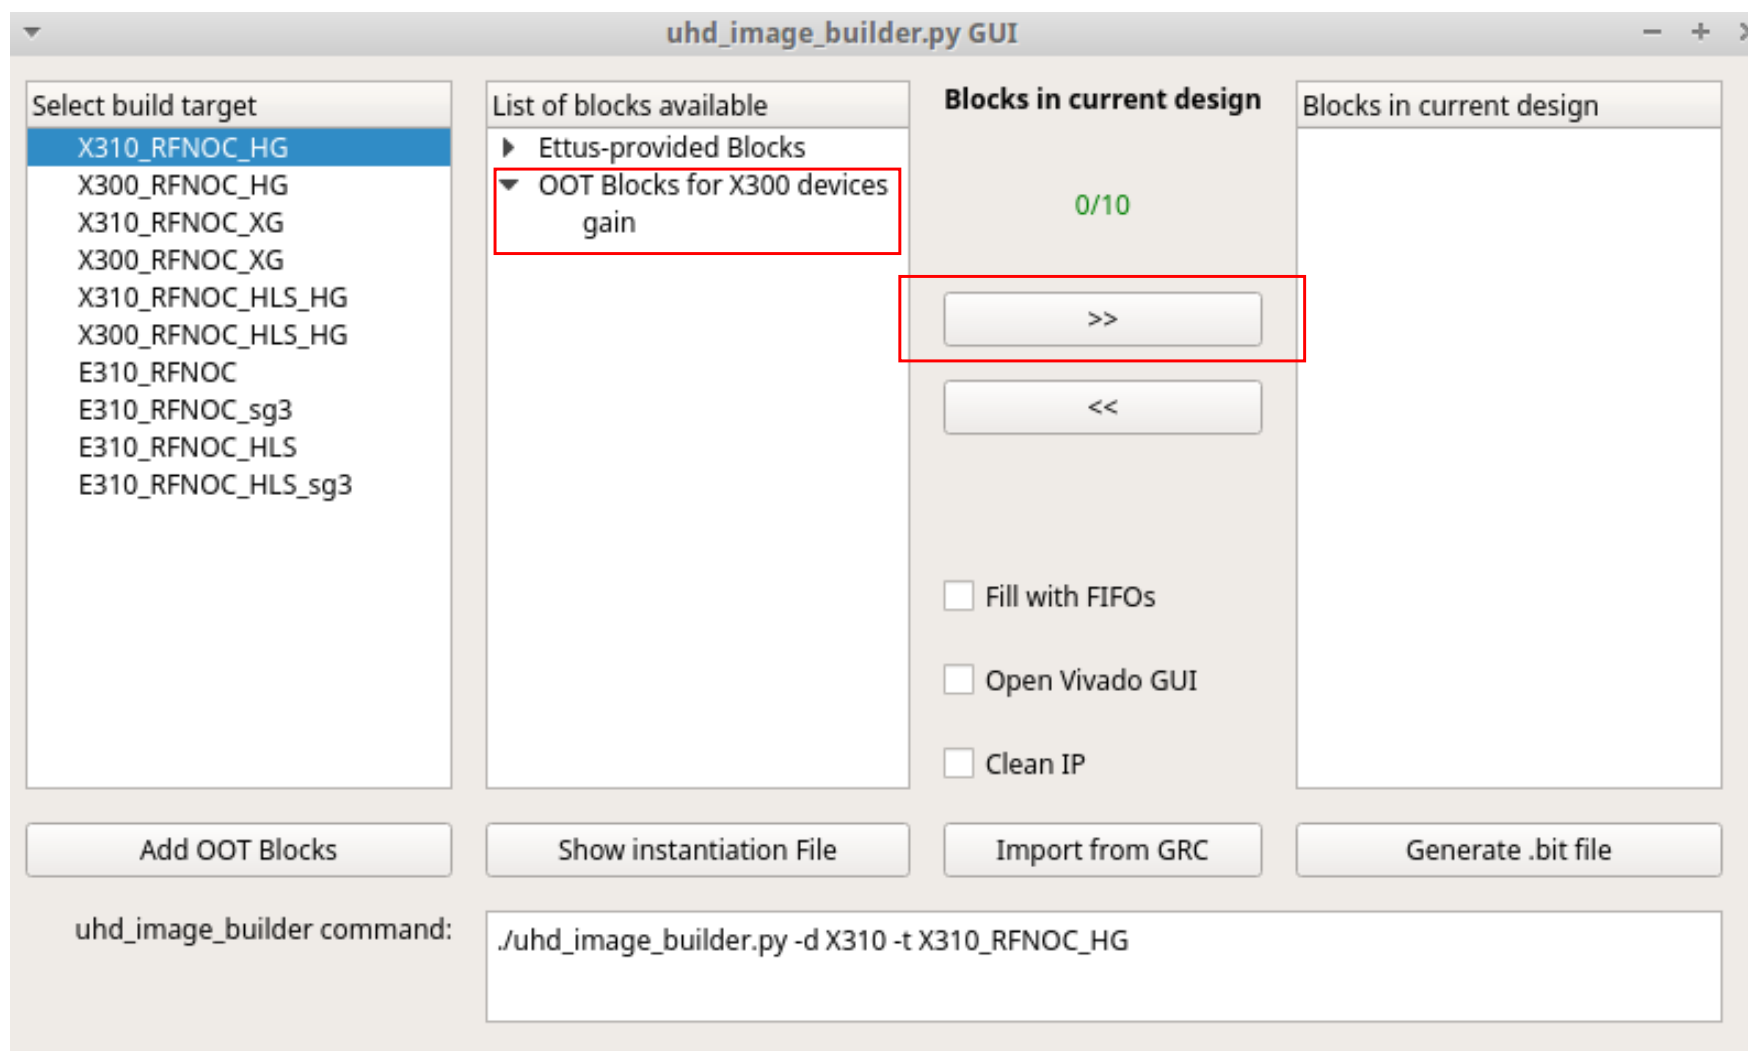 uhd_image_builder.py GUI
Select build target
X310_RFNOC_HG
X300_RFNOC_HG
X310_RFNOC_XG
X300_RFNOC_XG
X310_RFNOC_HLS_HG
X300_RFNOC_HLS_HG
E310_RFNOC
E310_RFNOC_sg3
E310_RFNOC_HLS
E310_RFNOC_HLS_sg3
List of blocks available
Ettus-provided Blocks
OOT Blocks for X300 devices
gain
Blocks in current design
0/10
>>
<<
Fill with FIFOs
Open Vivado GUI
Clean IP
Blocks in current design
Add OOT Blocks
Show instantiation File
Import from GRC
Generate .bit file
uhd_image_builder command:
./uhd_image_builder.py -d X310 -t X310_RFNOC_HG